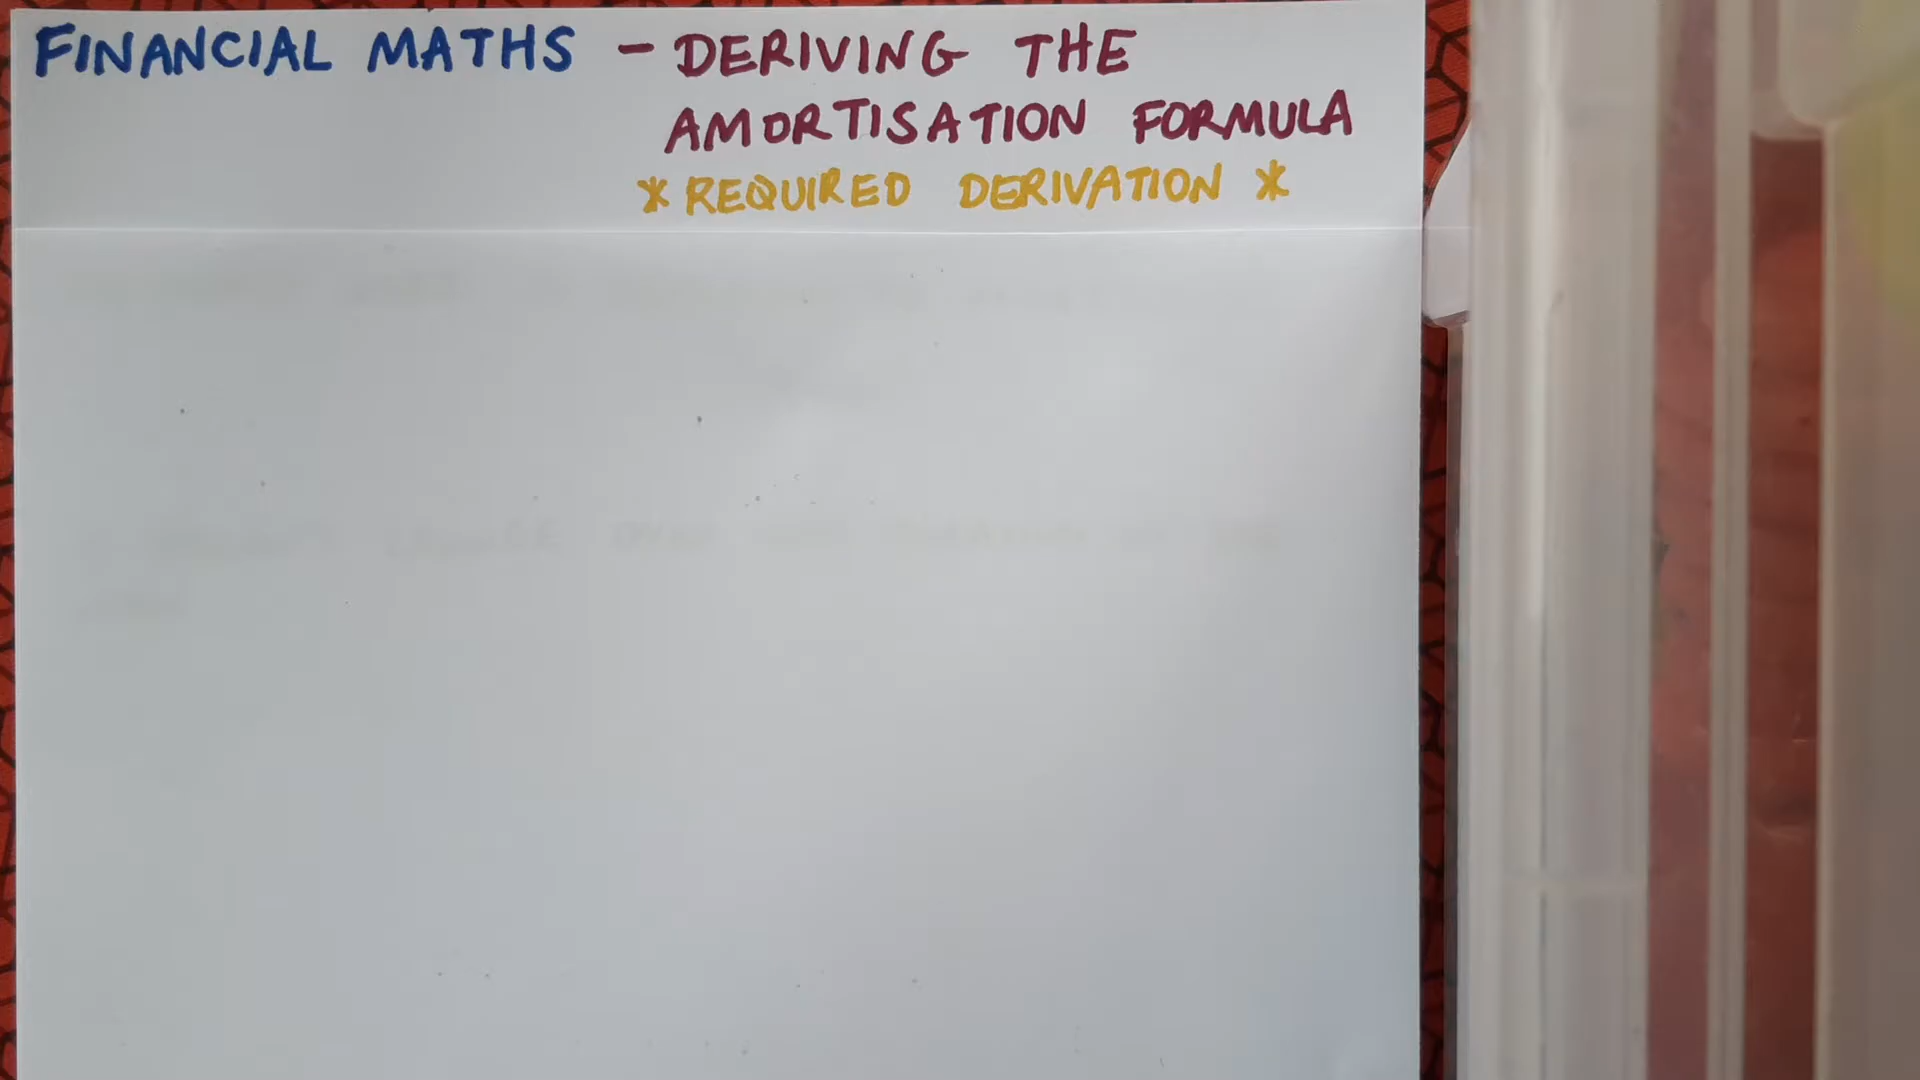 FINANCIAL MATHS - DERIVING THE
AMORTISATION FORMULA
* REQUIRED DERIVATION *